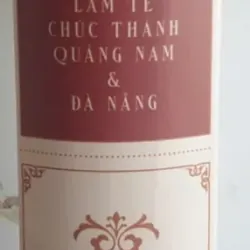 LÂM TẾ
CHÚC THÁNH
QUẢNG NAM
&
ĐÀ NẴNG